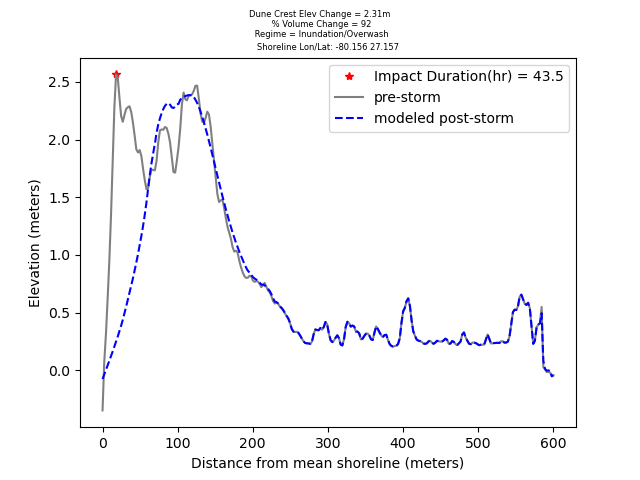 Dune Crest Elev Change = 2.31m
% Volume Change = 92
Regime = Inundation/Overwash
Shoreline Lon/Lat: -80.156 27.157
Impact Duration(hr) = 43.5
pre-storm
modeled post-storm
Elevation (meters)
2.5
2.0
1.5
1.0
0.5
0.0
0 100 200 300 400 500 600
Distance from mean shoreline (meters)